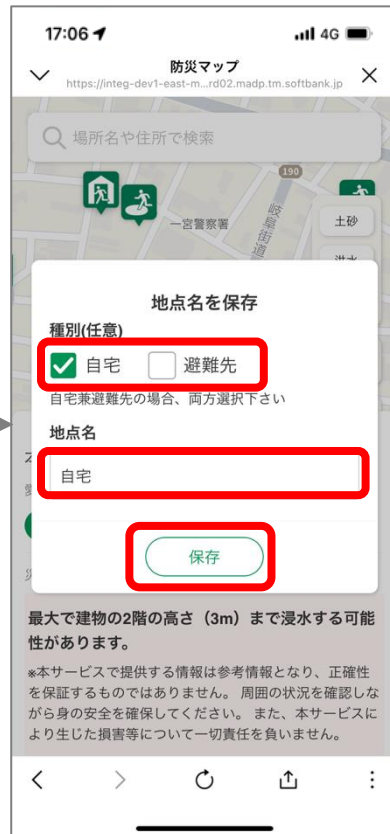 17:06
4G
防災マップ
https://integ-dev1-east-m...rd02.madp.tm.softbank.jp
場所名や住所で検索
190
一宮警察署
岐阜街道
土砂
洪水
地点名を保存
種別(任意)
自宅
避難先
自宅兼避難先の場合、両方選択下さい
地点名
自宅
保存
最大で建物の2階の高さ（3m）まで浸水する可能
性があります。
※本サービスで提供する情報は参考情報となり、正確性
を保証するものではありません。 周囲の状況を確認しな
がら身の安全を確保してください。 また、本サービスに
より生じた損害等について一切責任を負いません。